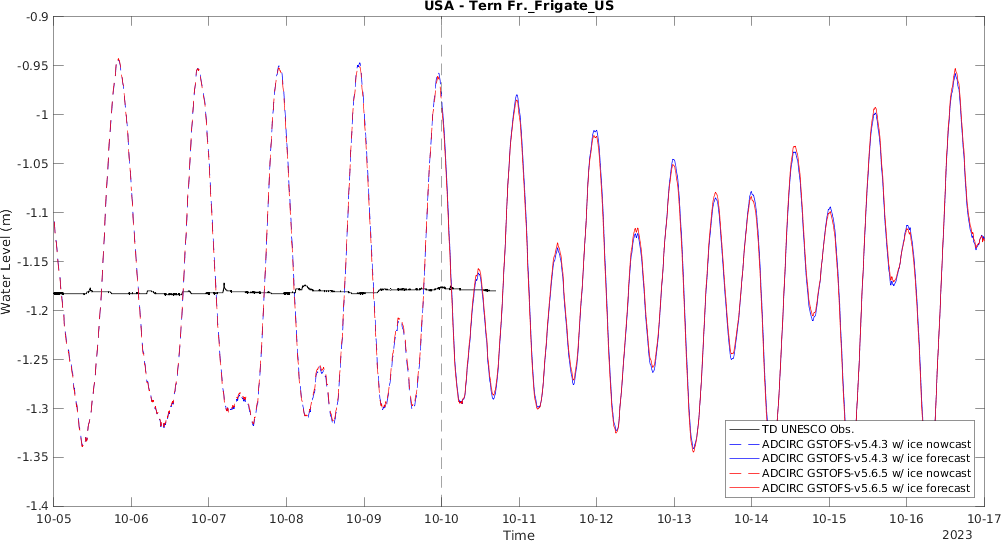 USA - Tern Fr._Frigate_US
-0.9
-0.95
-1
-1.05
-1.1
-1.15
-1.2
-1.25
-1.3
-1.35
-1.4
Water Level (m)
TD UNESCO Obs.
ADCIRC GSTOFS-v5.4.3 w/ ice nowcast
ADCIRC GSTOFS-v5.4.3 w/ ice forecast
ADCIRC GSTOFS-v5.6.5 w/ ice nowcast
ADCIRC GSTOFS-v5.6.5 w/ ice forecast
10-05 10-06 10-07 10-08 10-09 10-10 10-11 10-12 10-13 10-14 10-15 10-16 10-17
Time
2023